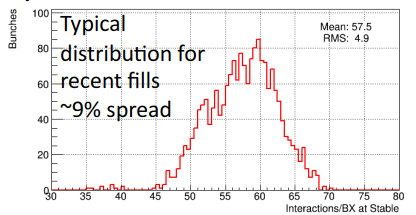 Bunches
100
80
60
40
20
0
Typical
distribution for
recent fills
~9% spread
Mean: 57.5
RMS: 4.9
30 35 40 45 50 55 60 65 70 75 80
Interactions/BX at Stable